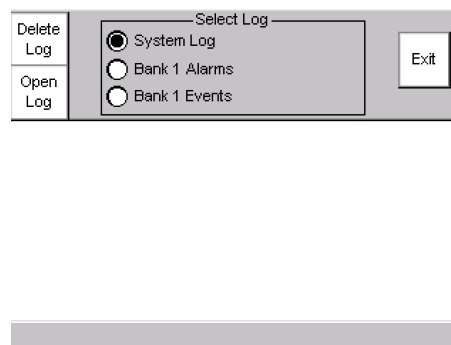 Delete
Log
Open
Log
Select Log
System Log
Bank 1 Alarms
Bank 1 Events
Exit